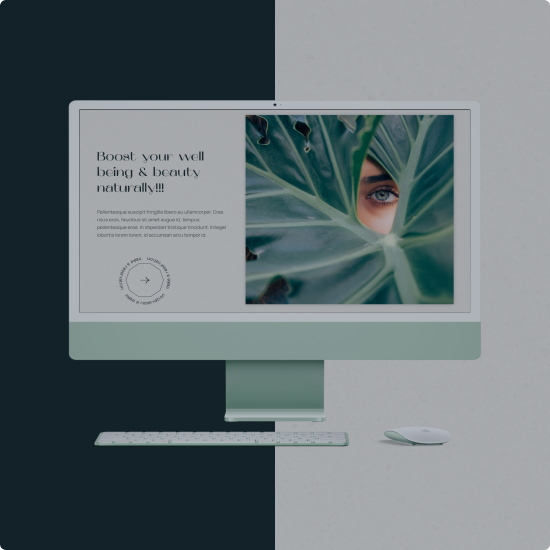 Boost your well
being & beauty
naturally!!!
Pellentesque suscipit fringilla libero eu ullamcorper. Cras
risus eros, faucibus sit amet augue id, tempus
pellentesque eros. In imperdiet tristique tincidunt. Integer
lobortis lorem lorem, id accumsan arcu tempor id.